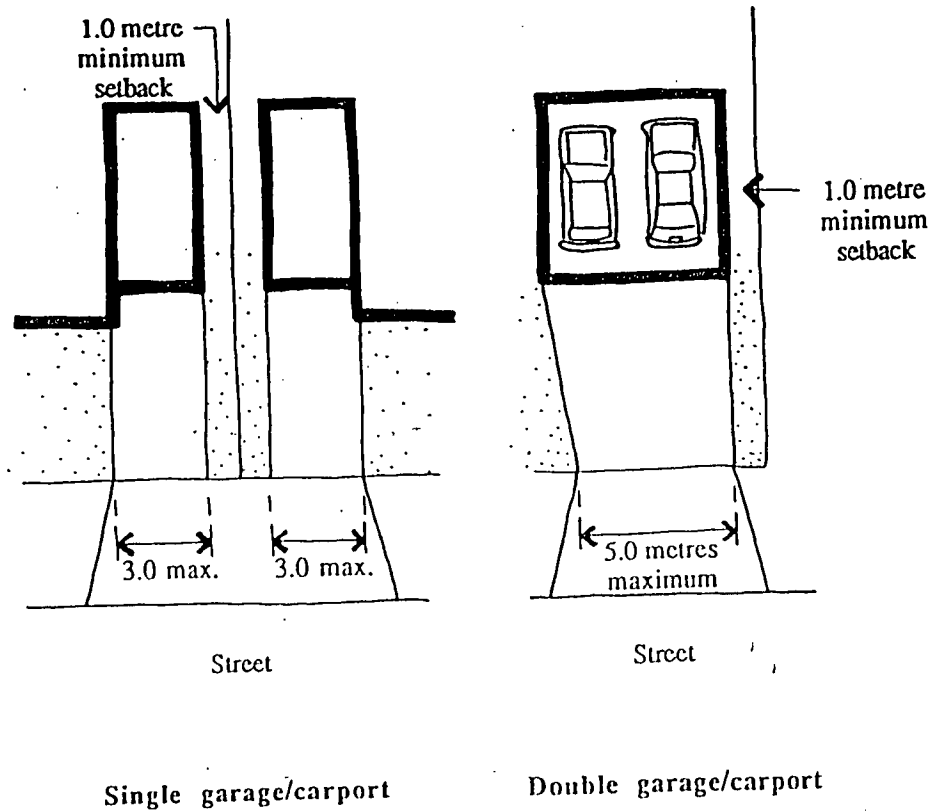 1.0 metre
minimum
setback
1.0 metre
minimum
setback
3.0 max.
3.0 max.
5.0 metres
maximum
Street
Street
Single garage/carport
Double garage/carport